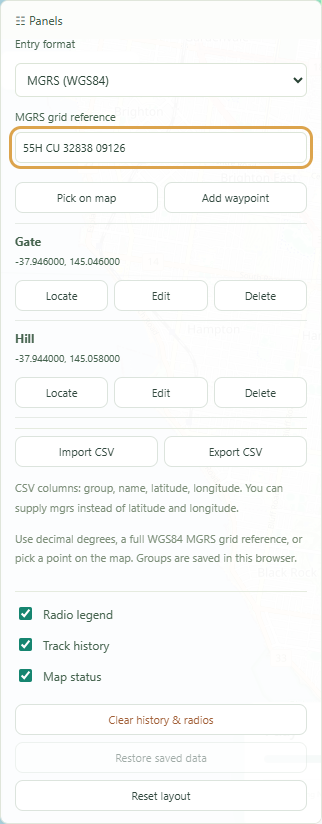 Panels
Entry format
MGRS (WGS84)
MGRS grid reference
55H CU 32838 09126
Pick on map
Add waypoint
Gate
-37.946000, 145.046000
Locate
Edit
Delete
Hill
-37.944000, 145.058000
Locate
Edit
Delete
Hampton
Import CSV
Export CSV
CSV columns: group, name, latitude, longitude. You can
supply mgrs instead of latitude and longitude.
Use decimal degrees, a full WGS84 MGRS grid reference, or
pick a point on the map. Groups are saved in this browser.
Black Rock
Radio legend
Track history
Map status
Clear history & radios
Restore saved data
Reset layout